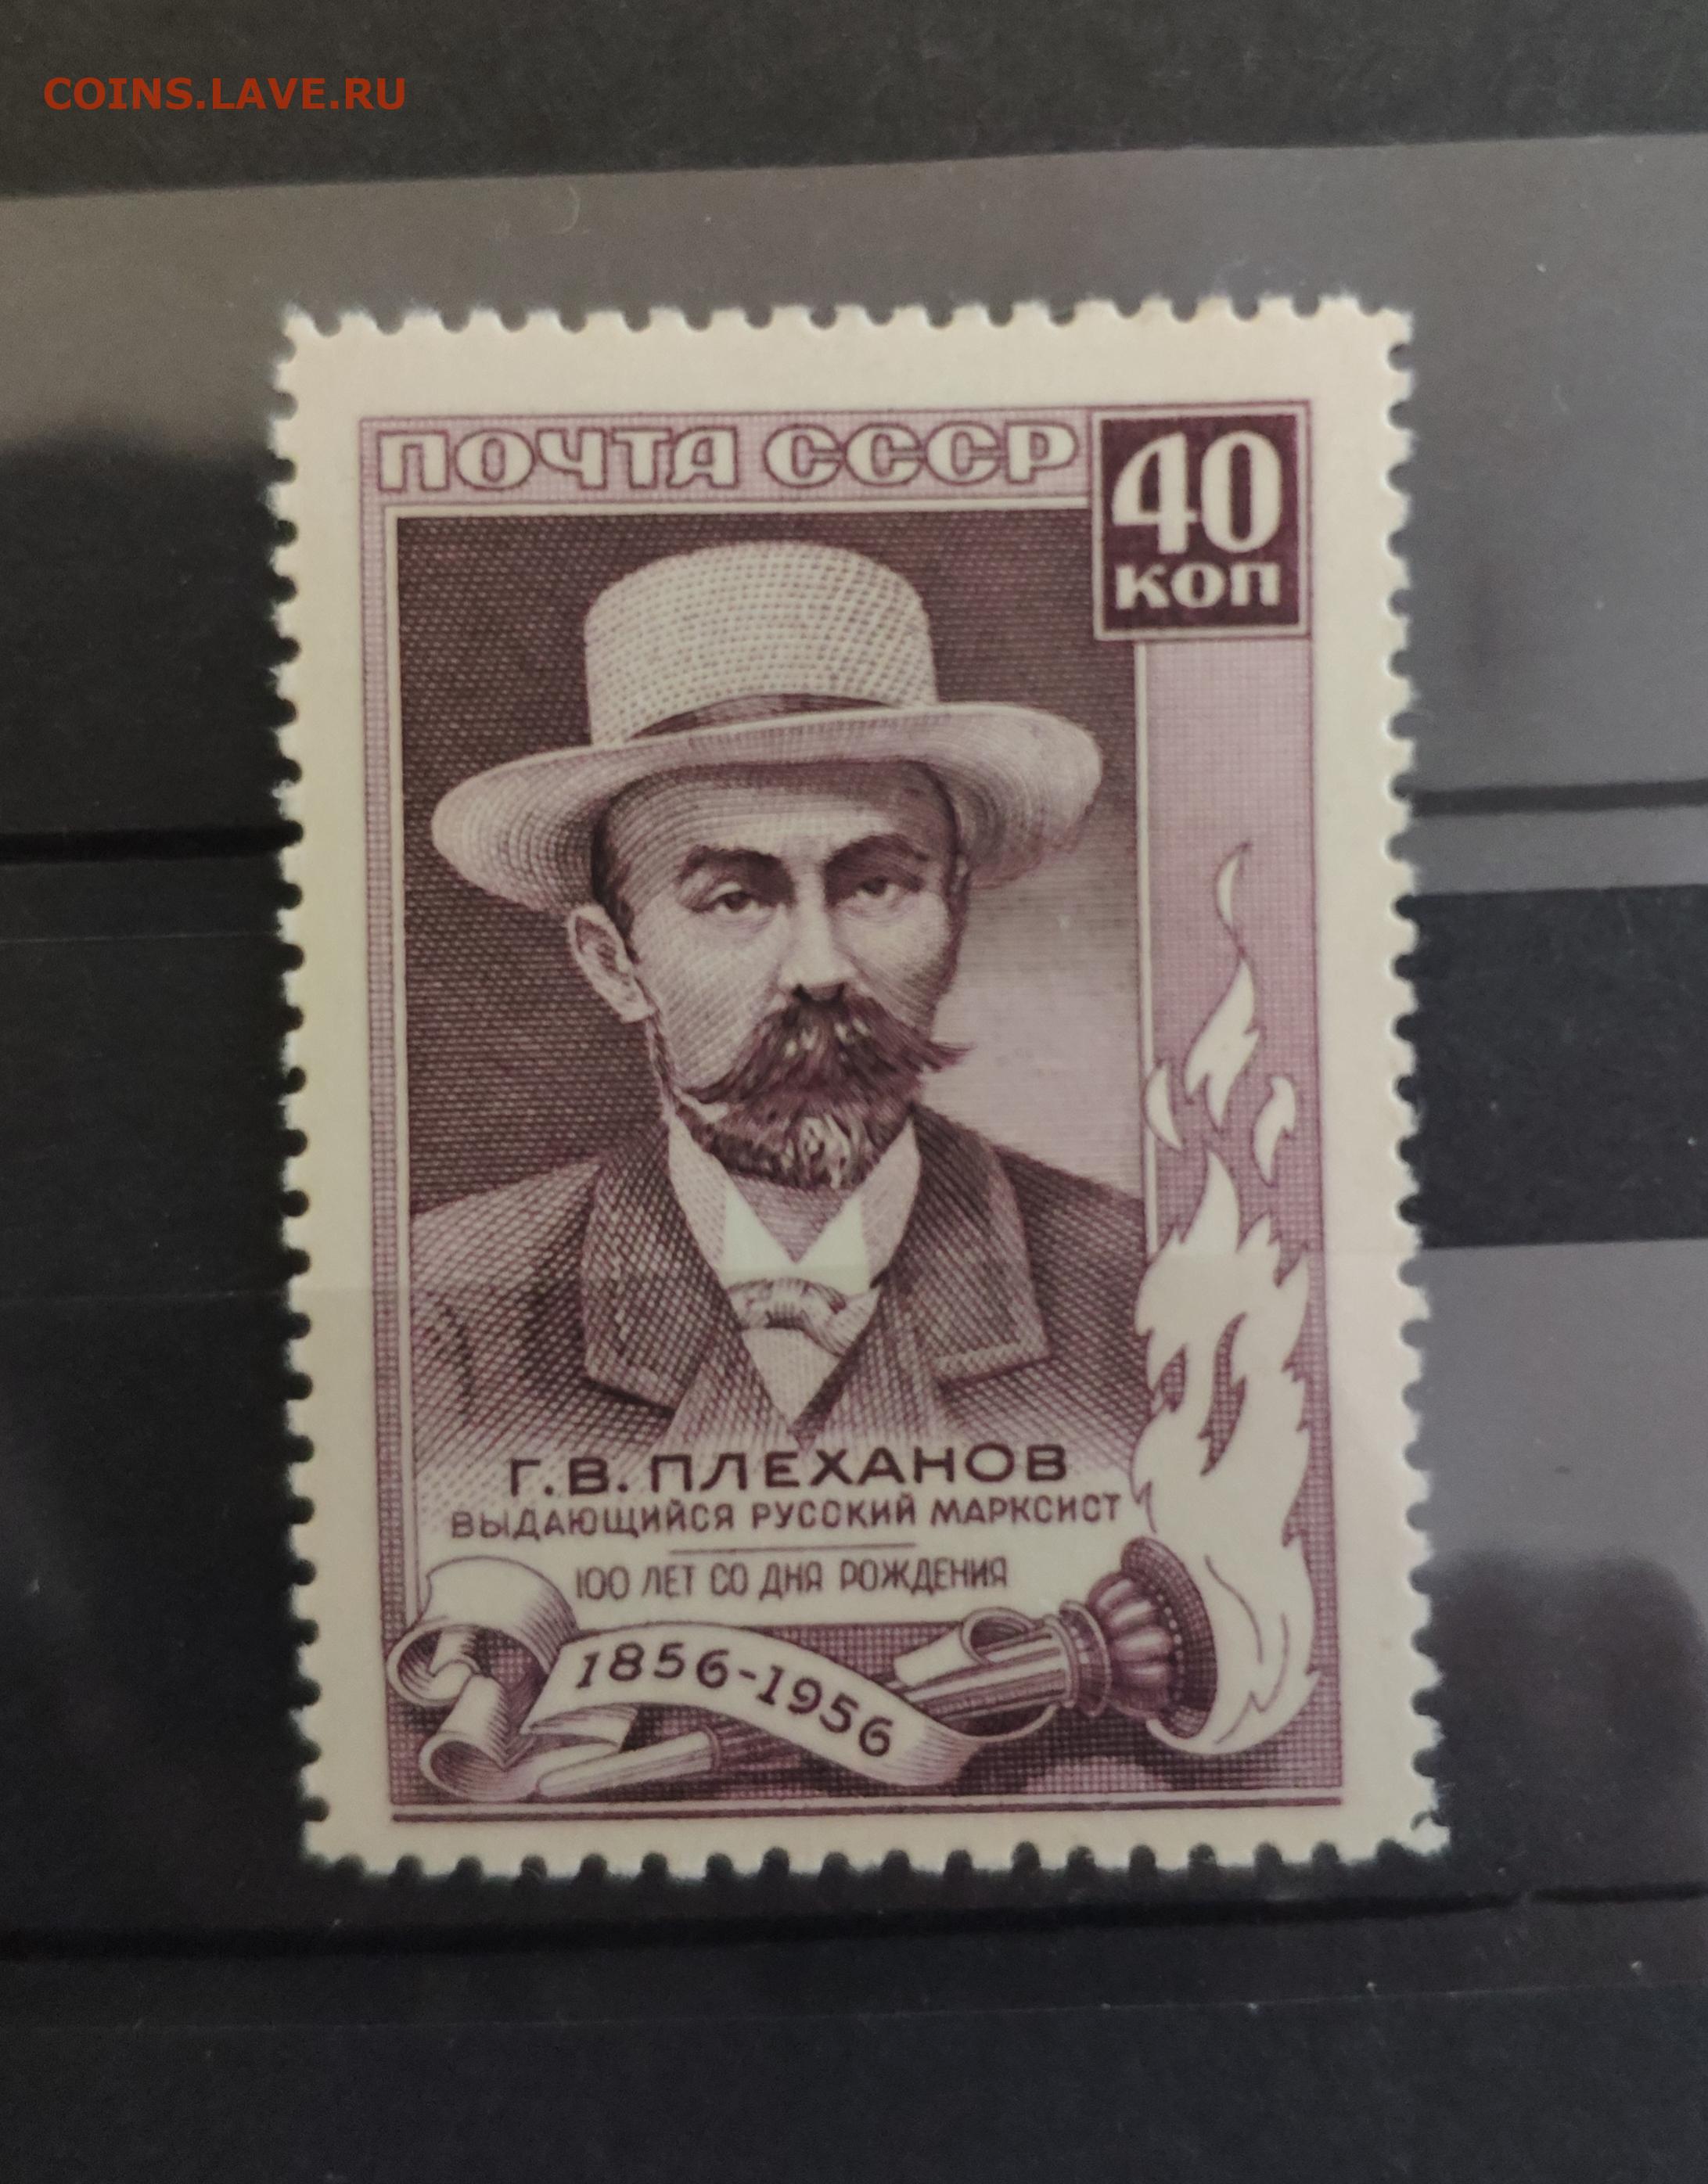 COINS.LAVE.RU
ПОЧТА СССР
40
КОП
Г.В. ПЛЕХАНОВ
ВЫДАЮЩИЙСЯ РУССКИЙ МАРКСИСТ
100 ЛЕТ СО ДНЯ РОЖДЕНИЯ
1856-1956